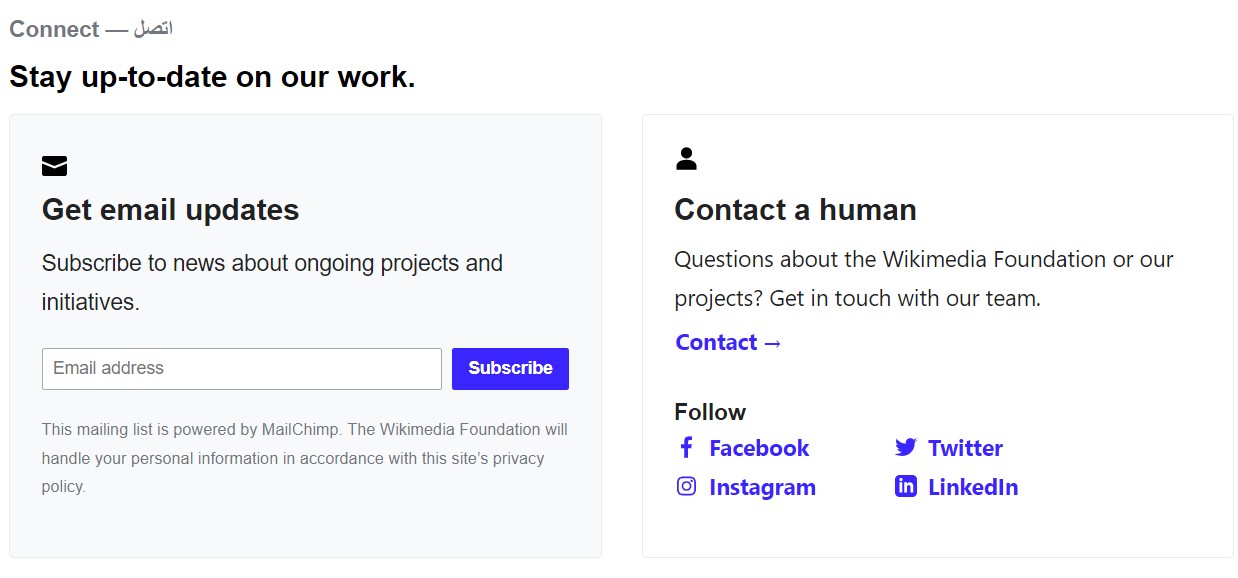 Connect — اتصل
Stay up-to-date on our work.
Get email updates
Subscribe to news about ongoing projects and
initiatives.
Email address
Subscribe
This mailing list is powered by MailChimp. The Wikimedia Foundation will
handle your personal information in accordance with this site’s privacy
policy.
Contact a human
Questions about the Wikimedia Foundation or our
projects? Get in touch with our team.
Contact →
Follow
Facebook
Twitter
Instagram
LinkedIn